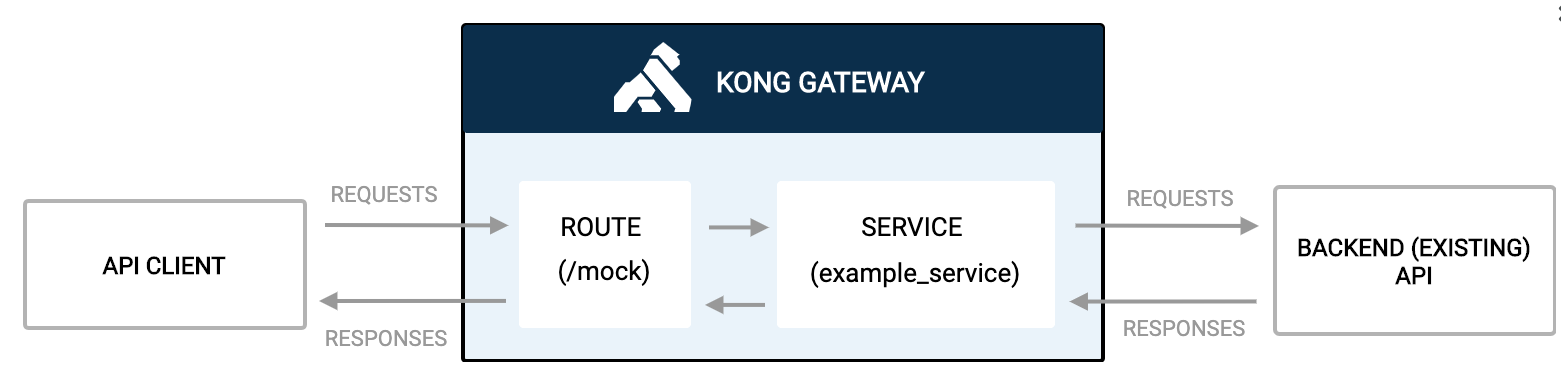 KONG GATEWAY
REQUESTS
REQUESTS
API CLIENT
ROUTE
(/mock)
SERVICE
(example_service)
BACKEND (EXISTING)
API
RESPONSES
RESPONSES